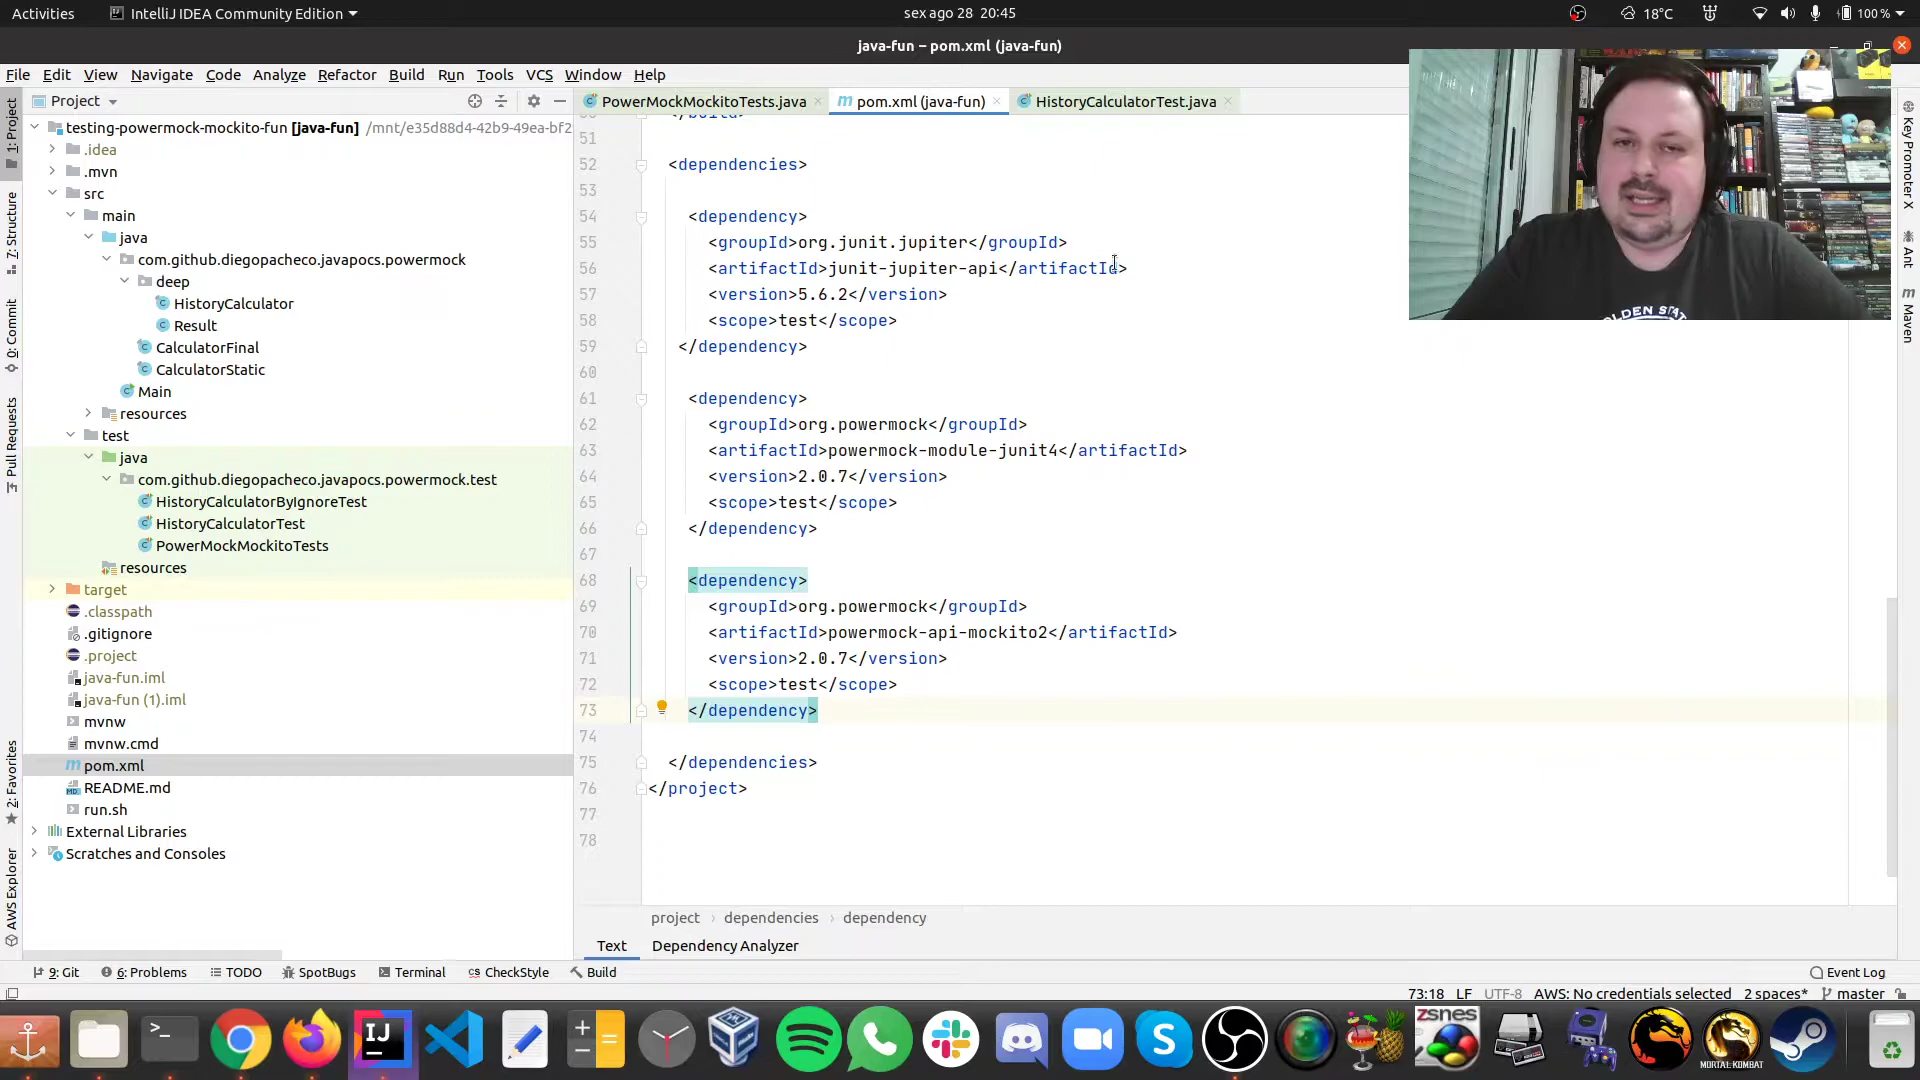 Activities
IntelliJ IDEA Community Edition
sex ago 28 20:45
18°C
100 %
java-fun – pom.xml (java-fun)
File Edit View Navigate Code Analyze Refactor Build Run Tools VCS Window Help
Project
PowerMockMockitoTests.java
pom.xml (java-fun)
HistoryCalculatorTest.java
1: Project
7: Structure
0: Commit
Pull Requests
2: Favorites
AWS Explorer
testing-powermock-mockito-fun [java-fun] /mnt/e35d88d4-42b9-49ea-bf2
.idea
.mvn
src
main
java
com.github.diegopacheco.javapocs.powermock
deep
HistoryCalculator
Result
CalculatorFinal
CalculatorStatic
Main
resources
test
java
com.github.diegopacheco.javapocs.powermock.test
HistoryCalculatorByIgnoreTest
HistoryCalculatorTest
PowerMockMockitoTests
resources
target
.classpath
.gitignore
.project
java-fun.iml
java-fun (1).iml
mvnw
mvnw.cmd
pom.xml
README.md
run.sh
External Libraries
Scratches and Consoles
</build>
51
52 <dependencies>
53
54 <dependency>
55 <groupId>org.junit.jupiter</groupId>
56 <artifactId>junit-jupiter-api</artifactId>
57 <version>5.6.2</version>
58 <scope>test</scope>
59 </dependency>
60
61 <dependency>
62 <groupId>org.powermock</groupId>
63 <artifactId>powermock-module-junit4</artifactId>
64 <version>2.0.7</version>
65 <scope>test</scope>
66 </dependency>
67
68 <dependency>
69 <groupId>org.powermock</groupId>
70 <artifactId>powermock-api-mockito2</artifactId>
71 <version>2.0.7</version>
72 <scope>test</scope>
73 </dependency>
74
75 </dependencies>
76 </project>
77
78
Key Promoter X
Ant
Maven
OLDEN STAT
project › dependencies › dependency
Text
Dependency Analyzer
9: Git
6: Problems
TODO
SpotBugs
Terminal
CheckStyle
Build
Event Log
73:18 LF UTF-8 AWS: No credentials selected 2 spaces* master
IJ
ZSNES
MORTAL KOMBAT